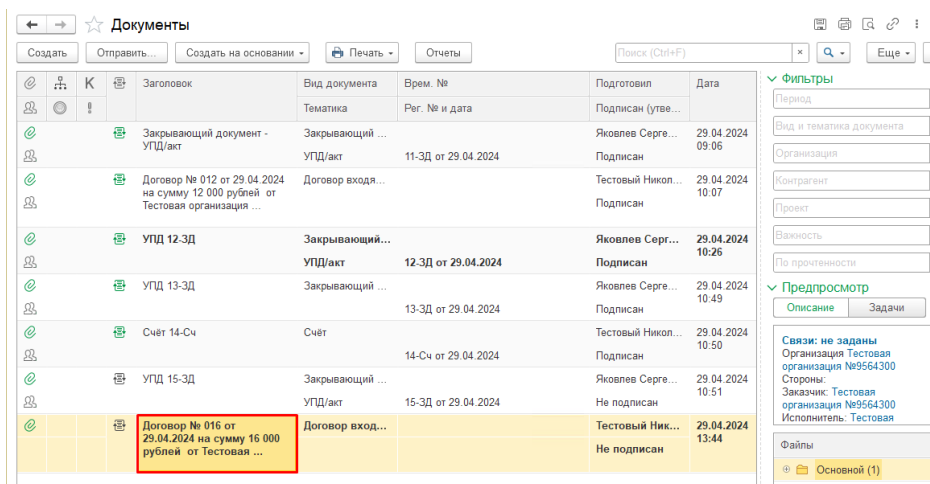 Документы
Создать Отправить... Создать на основании Печать Отчеты Поиск (Ctrl+F) × Еще
К Заголовок Вид документа Врем. № Подготовил Дата
! Тематика Рег. № и дата Подписан (утве...
Закрывающий документ - Закрывающий ... Яковлев Серге... 29.04.2024
УПД/акт 09:06
УПД/акт 11-ЗД от 29.04.2024 Подписан
Договор № 012 от 29.04.2024 Договор входя... Тестовый Никол... 29.04.2024
на сумму 12 000 рублей от 10:07
Тестовая организация ... Подписан
УПД 12-ЗД Закрывающий... Яковлев Серг... 29.04.2024
10:26
УПД/акт 12-ЗД от 29.04.2024 Подписан
УПД 13-ЗД Закрывающий ... Яковлев Серге... 29.04.2024
10:49
13-ЗД от 29.04.2024 Подписан
Счёт 14-Сч Счёт Тестовый Никол... 29.04.2024
10:50
14-Сч от 29.04.2024 Подписан
УПД 15-ЗД Закрывающий ... Яковлев Серге... 29.04.2024
10:51
УПД/акт 15-ЗД от 29.04.2024 Не подписан
Договор № 016 от Договор вход... Тестовый Ник... 29.04.2024
29.04.2024 на сумму 16 000 13:44
рублей от Тестовая ... Не подписан
Фильтры
Период
Вид и тематика документа
Организация
Контрагент
Проект
Важность
По прочтенности
Предпросмотр
Описание Задачи
Связи: не заданы
Организация Тестовая
организация №9564300
Стороны:
Заказчик: Тестовая
организация №9564300
Исполнитель: Тестовая
Файлы
Основной (1)